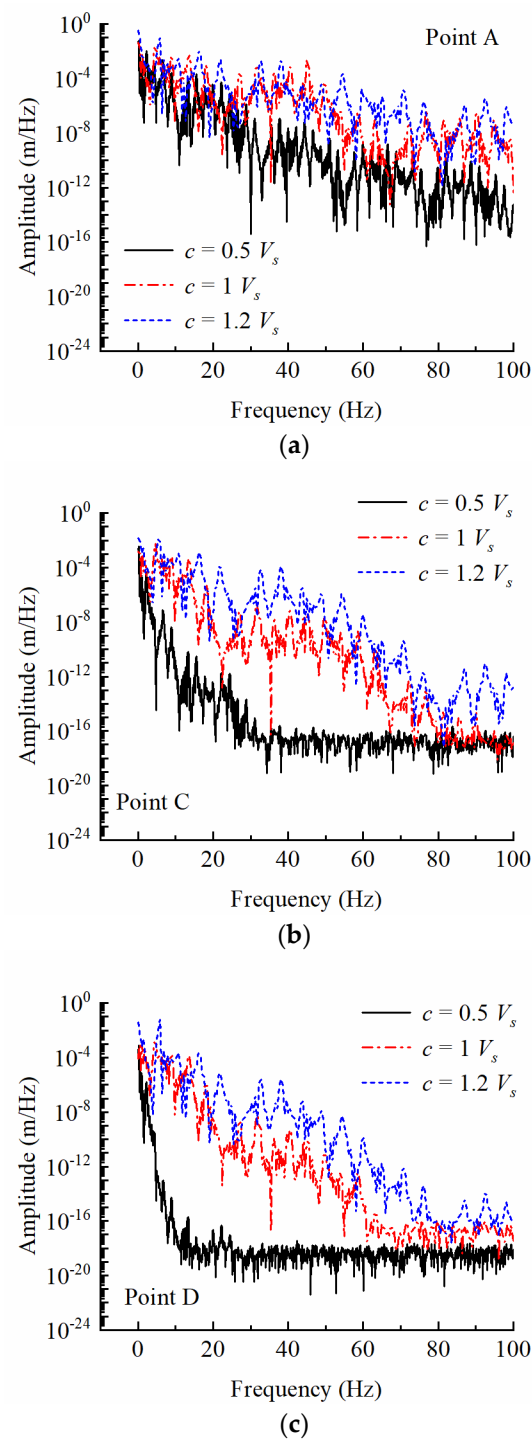 Point A
10^0
10^-4
10^-8
10^-12
10^-16
10^-20
10^-24
Amplitude (m/Hz)
c = 0.5 V_s
c = 1 V_s
c = 1.2 V_s
0 20 40 60 80 100
Frequency (Hz)
(a)
c = 0.5 V_s
c = 1 V_s
c = 1.2 V_s
10^0
10^-4
10^-8
10^-12
10^-16
10^-20
10^-24
Amplitude (m/Hz)
Point C
0 20 40 60 80 100
Frequency (Hz)
(b)
c = 0.5 V_s
c = 1 V_s
c = 1.2 V_s
10^0
10^-4
10^-8
10^-12
10^-16
10^-20
10^-24
Amplitude (m/Hz)
Point D
0 20 40 60 80 100
Frequency (Hz)
(c)